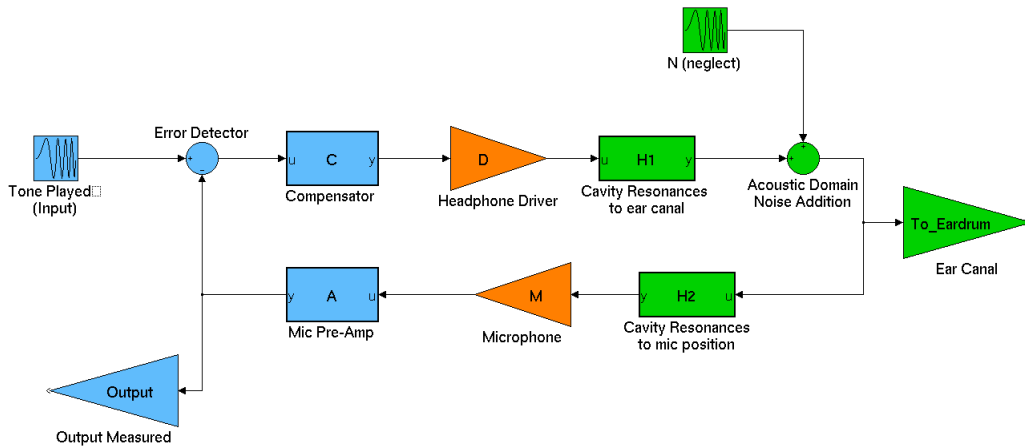 N (neglect)
Error Detector
+
−
Tone Played□
(Input)
u C y
Compensator
D
Headphone Driver
u H1 y
Cavity Resonances
to ear canal
+
+
Acoustic Domain
Noise Addition
To_Eardrum
Ear Canal
y A u
Mic Pre-Amp
M
Microphone
y H2 u
Cavity Resonances
to mic position
Output
Output Measured